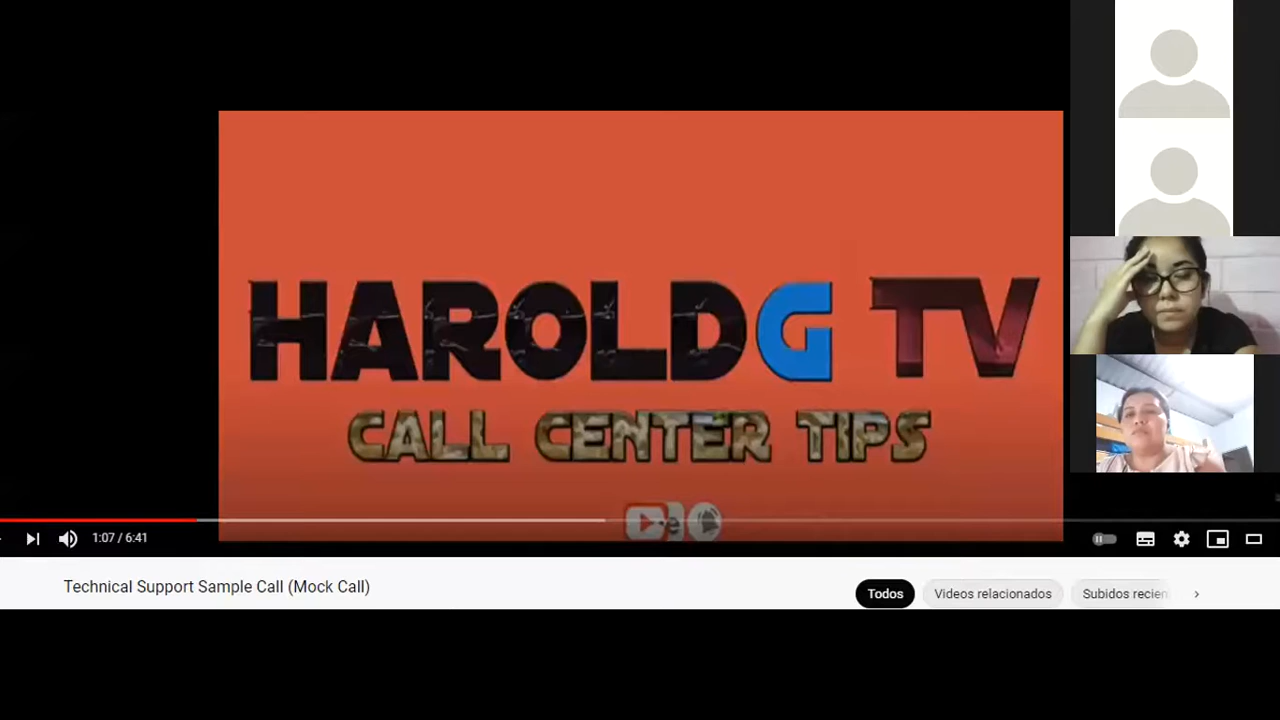 HAROLDG TV
CALL CENTER TIPS
1:07 / 6:41
Technical Support Sample Call (Mock Call)
Todos
Videos relacionados
Subidos recien